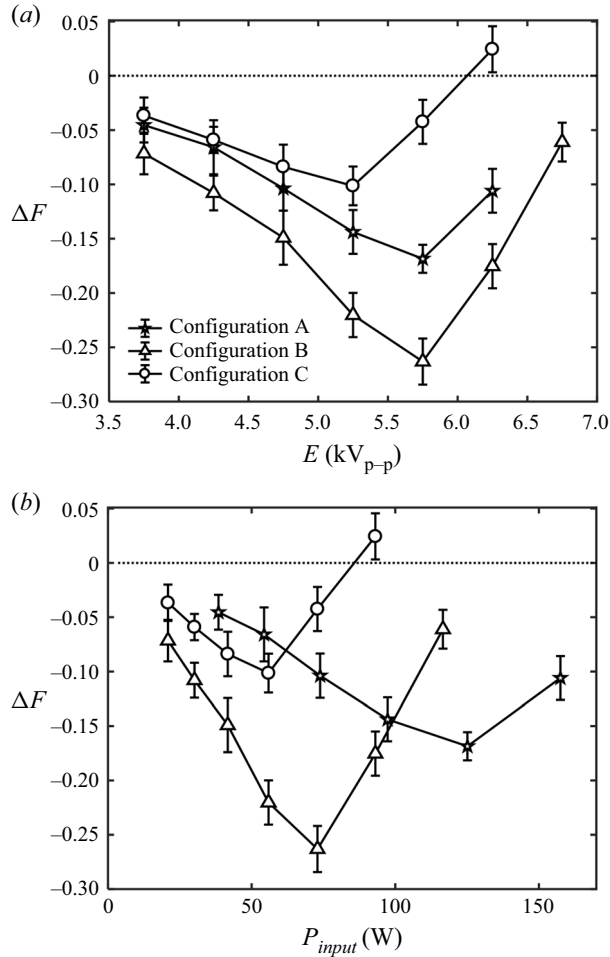 (a)
0.05
0
–0.05
–0.10
ΔF
–0.15
–0.20
–0.25
–0.30
Configuration A
Configuration B
Configuration C
3.5 4.0 4.5 5.0 5.5 6.0 6.5 7.0
E (kVp–p)
(b)
0.05
0
–0.05
–0.10
ΔF
–0.15
–0.20
–0.25
–0.30
0 50 100 150
Pinput (W)